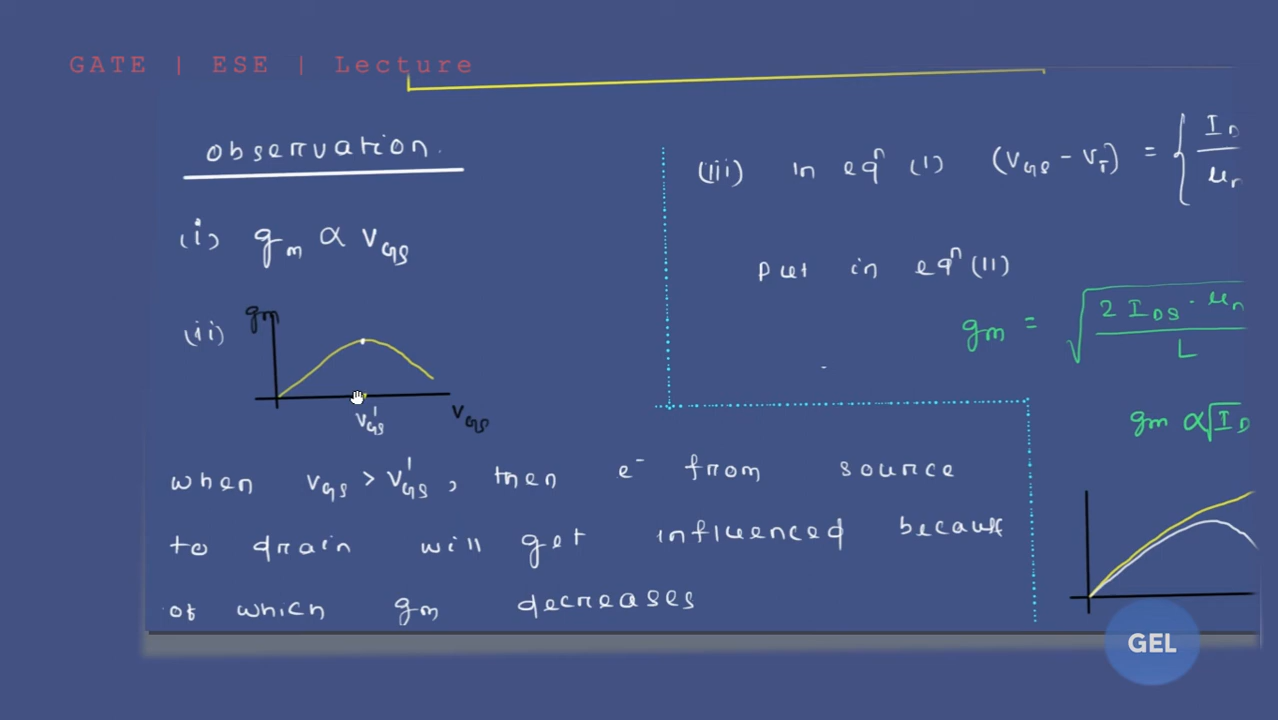 GATE | ESE | Lecture
observation.
(i) gm ∝ VGS
(ii)
gm
V'GS
VGS
when VGS > V'GS, then e⁻ from source
to drain will get influenced because
of which gm decreases
(iii) in eqⁿ (1) (VGS - VT) = { ID / μn
Put in eqⁿ (11)
gm = √ 2 IDS · μn / L
gm ∝ √ID
GEL